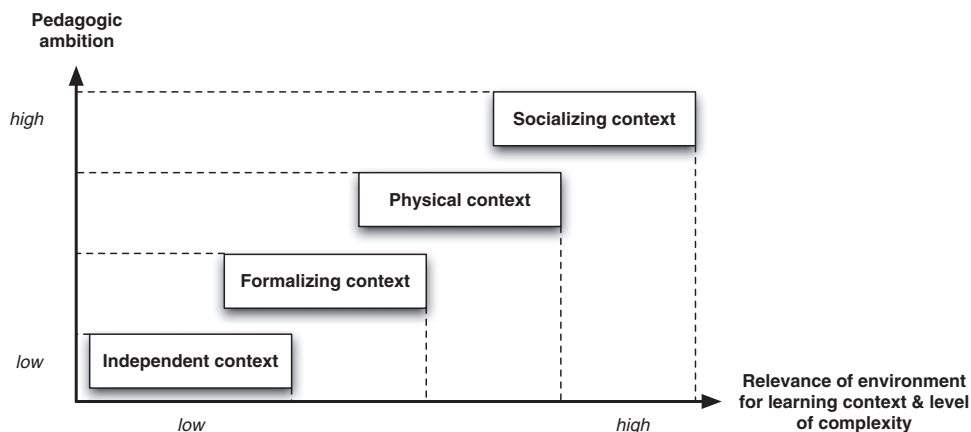 Pedagogic
ambition
high
Socializing context
Physical context
Formalizing context
low
Independent context
Relevance of environment
for learning context & level
of complexity
low
high